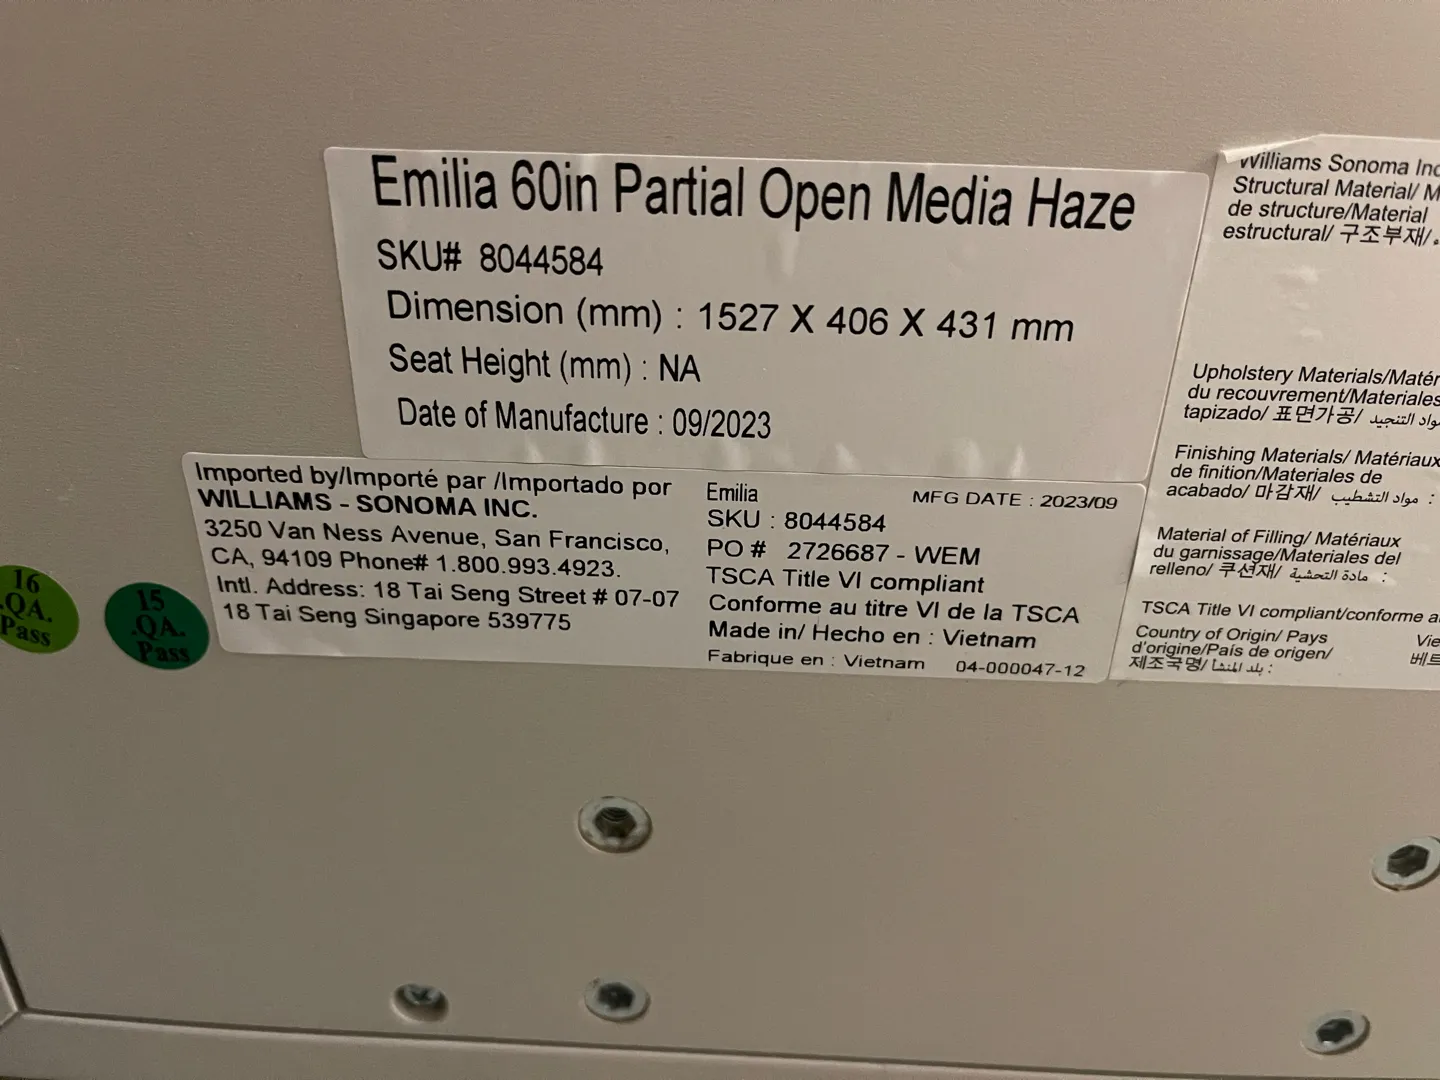 Emilia 60in Partial Open Media Haze
SKU# 8044584
Dimension (mm) : 1527 X 406 X 431 mm
Seat Height (mm) : NA
Date of Manufacture : 09/2023
Imported by/Importé par /Importado por
WILLIAMS - SONOMA INC.
3250 Van Ness Avenue, San Francisco,
CA, 94109 Phone# 1.800.993.4923.
Intl. Address: 18 Tai Seng Street # 07-07
18 Tai Seng Singapore 539775
Emilia
MFG DATE : 2023/09
SKU : 8044584
PO # 2726687 - WEM
TSCA Title VI compliant
Conforme au titre VI de la TSCA
Made in/ Hecho en : Vietnam
Fabrique en : Vietnam
04-000047-12
Williams Sonoma Inc
Structural Material/ M
de structure/Material
estructural/ 구조부재/
Upholstery Materials/Matér
du recouvrement/Materiales
tapizado/ 표면가공/ مواد التنجيد
Finishing Materials/ Matériaux
de finition/Materiales de
acabado/ 마감재/ مواد التشطيب :
Material of Filling/ Matériaux
du garnissage/Materiales del
relleno/ 쿠션재/ مادة التحشية :
TSCA Title VI compliant/conforme a
Country of Origin/ Pays
d'origine/País de origen/
제조국명/ بلد المنشأ :
Vie
베트
16
.QA.
Pass
15
.QA.
Pass